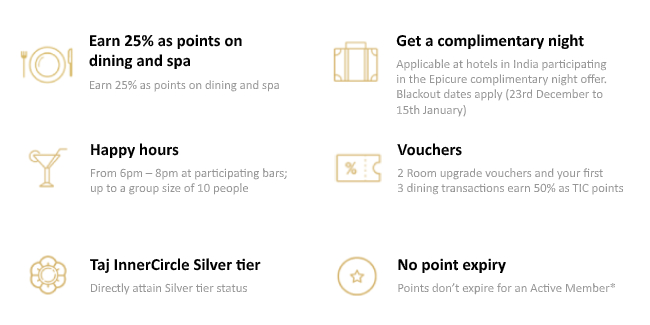 Earn 25% as points on
dining and spa
Earn 25% as points on dining and spa
Get a complimentary night
Applicable at hotels in India participating
in the Epicure complimentary night offer.
Blackout dates apply (23rd December to
15th January)
Happy hours
From 6pm – 8pm at participating bars;
up to a group size of 10 people
%
Vouchers
2 Room upgrade vouchers and your first
3 dining transactions earn 50% as TIC points
Taj InnerCircle Silver tier
Directly attain Silver tier status
No point expiry
Points don't expire for an Active Member*